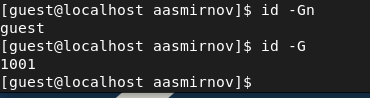 [guest@localhost aasmirnov]$ id -Gn
guest
[guest@localhost aasmirnov]$ id -G
1001
[guest@localhost aasmirnov]$